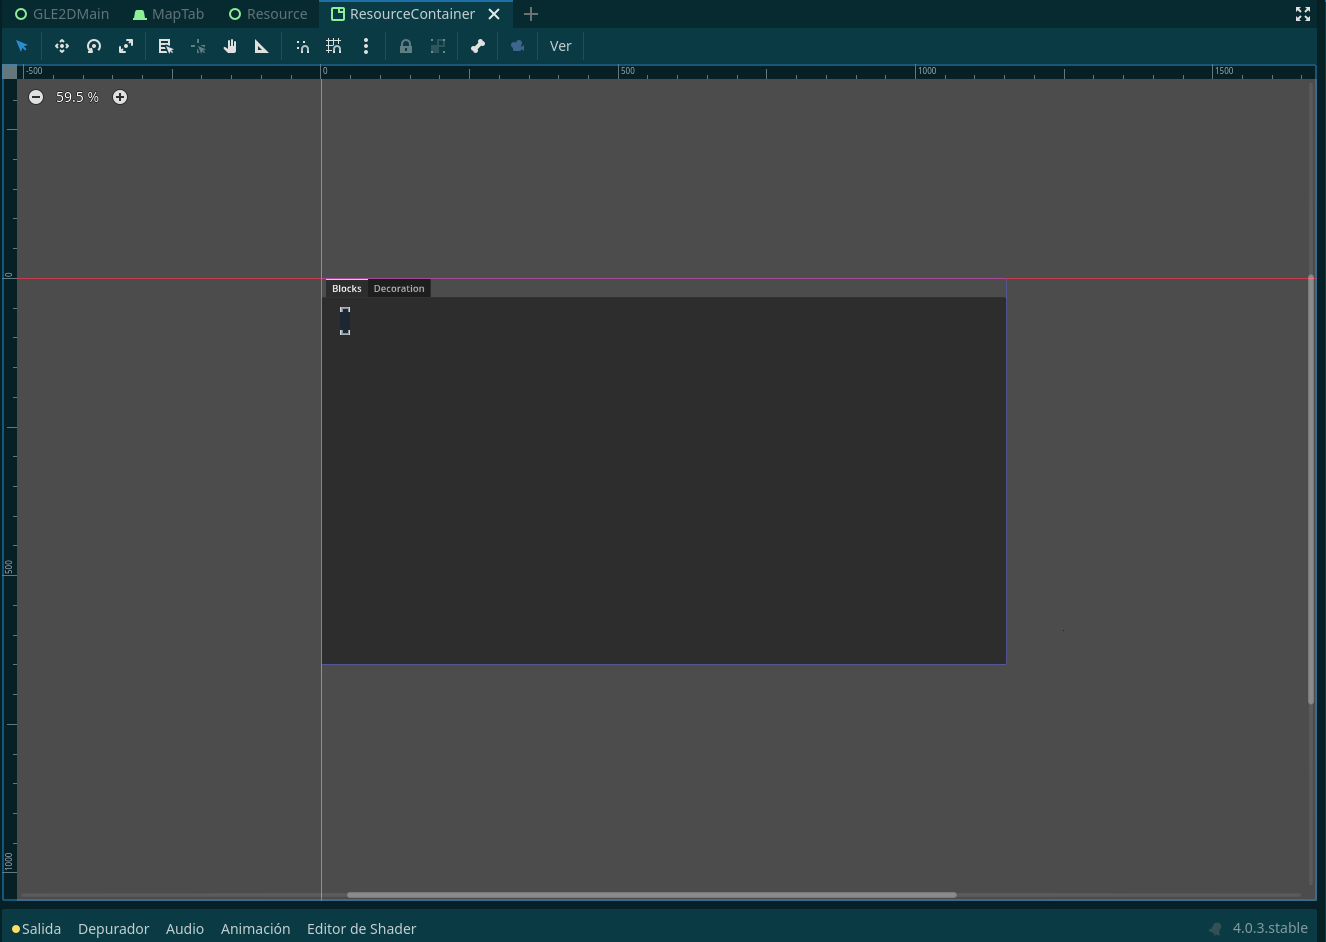 GLE2DMain MapTab Resource ResourceContainer
Ver
-500 0 500 1000 1500
59.5 %
0
Blocks Decoration
500
1000
Salida Depurador Audio Animación Editor de Shader 4.0.3.stable